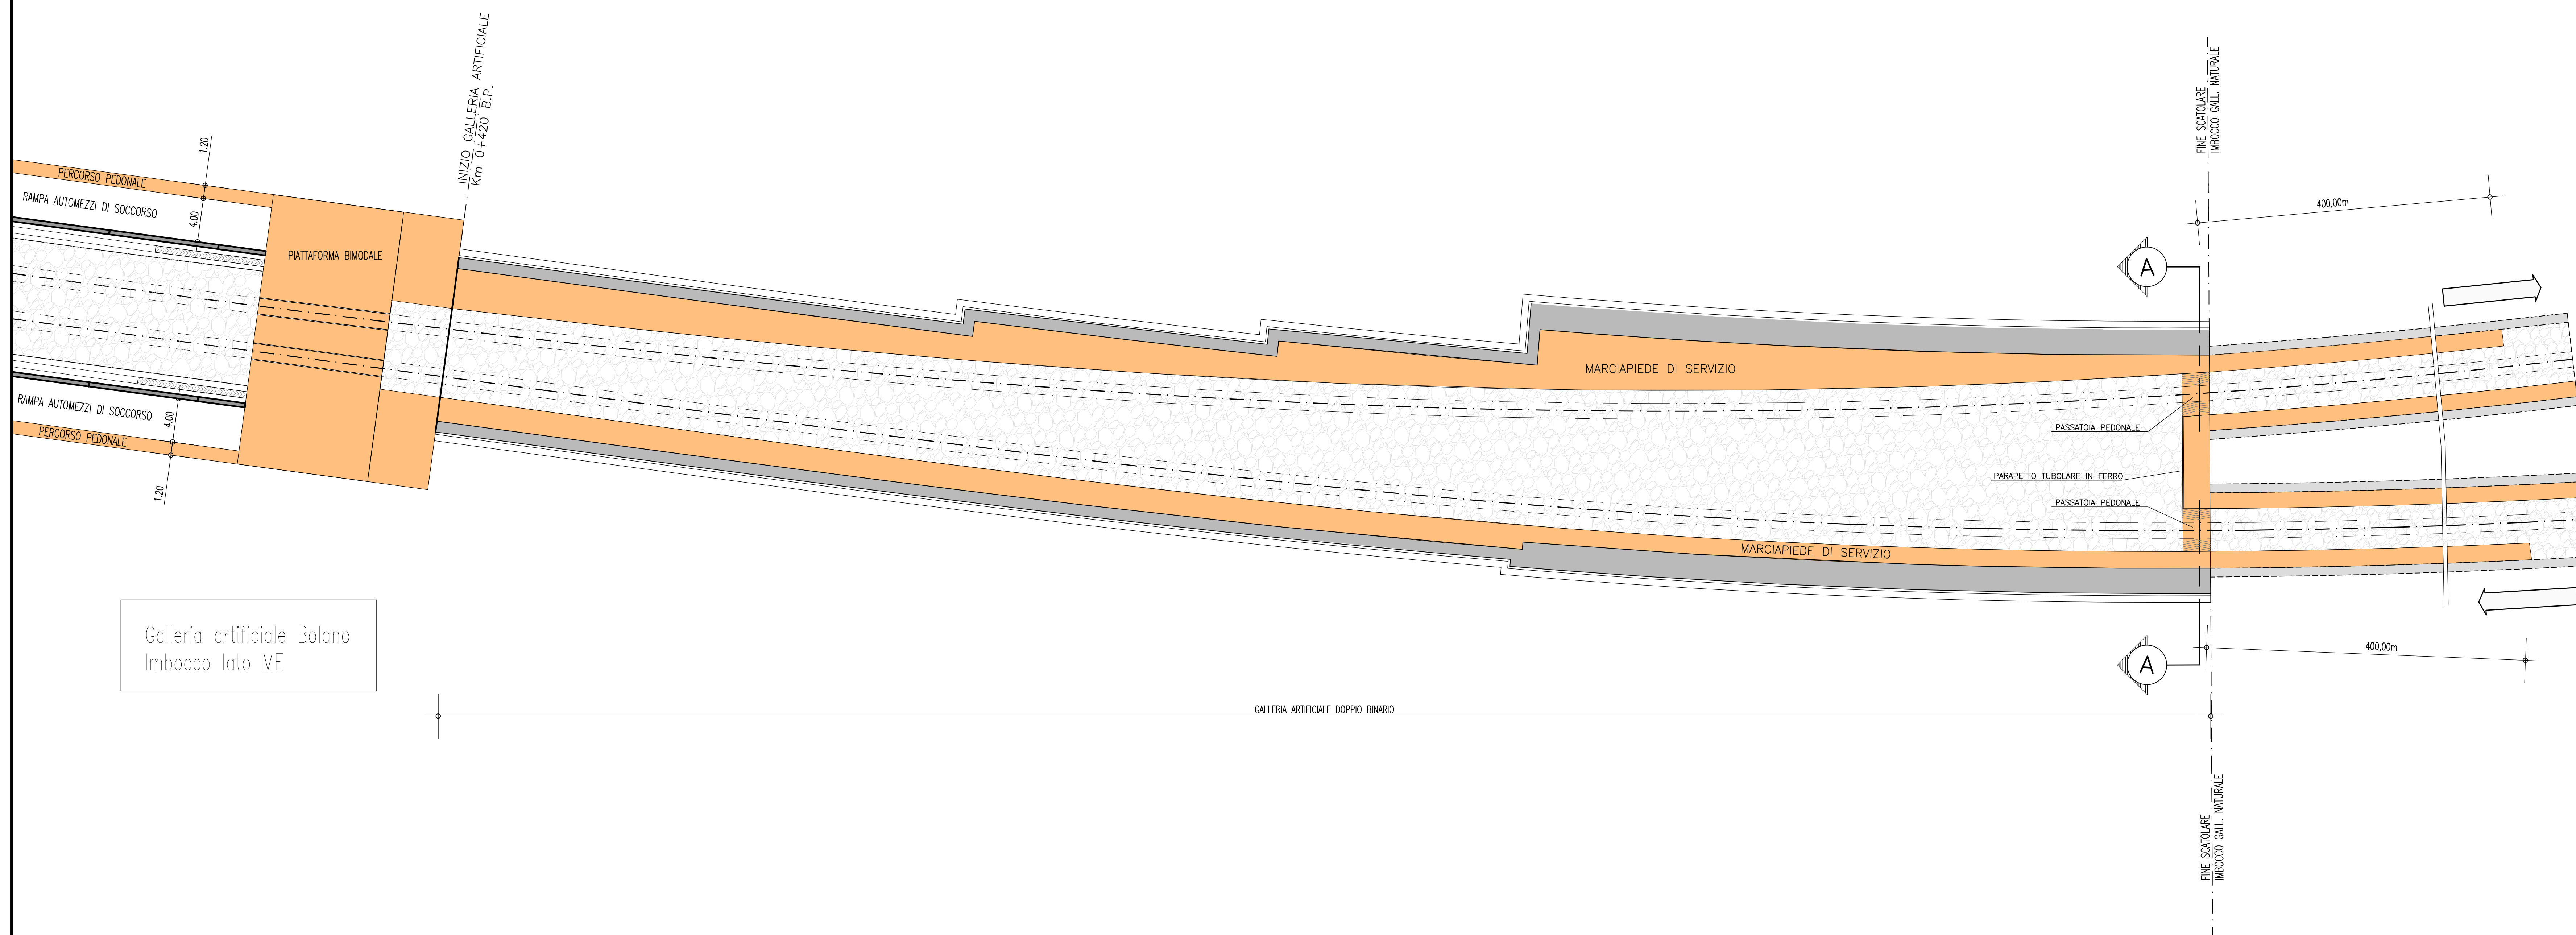 INIZIO GALLERIA ARTIFICIALE
Km 0+420 B.P.
FINE SCATOLARE
IMBOCCO GALL. NATURALE
1.20
PERCORSO PEDONALE
RAMPA AUTOMEZZI DI SOCCORSO
4.00
400,00m
PIATTAFORMA BIMODALE
A
MARCIAPIEDE DI SERVIZIO
RAMPA AUTOMEZZI DI SOCCORSO
4.00
PERCORSO PEDONALE
1.20
PASSATOIA PEDONALE
PARAPETTO TUBOLARE IN FERRO
PASSATOIA PEDONALE
MARCIAPIEDE DI SERVIZIO
Galleria artificiale Bolano
Imbocco lato ME
A
400,00m
GALLERIA ARTIFICIALE DOPPIO BINARIO
FINE SCATOLARE
IMBOCCO GALL. NATURALE